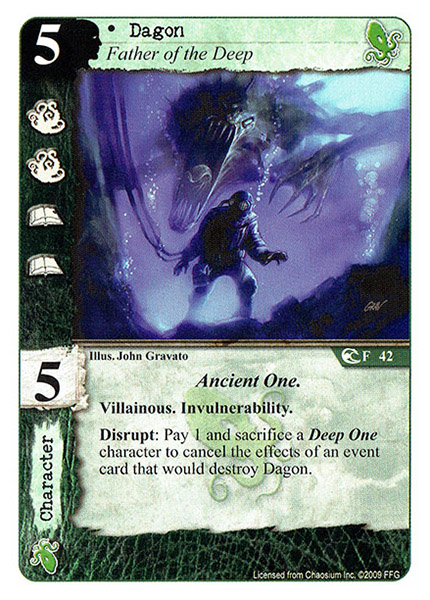 5
• Dagon
Father of the Deep
GRAV
Illus. John Gravato
F 42
5
Ancient One.
Villainous. Invulnerability.
Disrupt: Pay 1 and sacrifice a Deep One
character to cancel the effects of an event
card that would destroy Dagon.
Character
Licensed from Chaosium Inc. ©2009 FFG